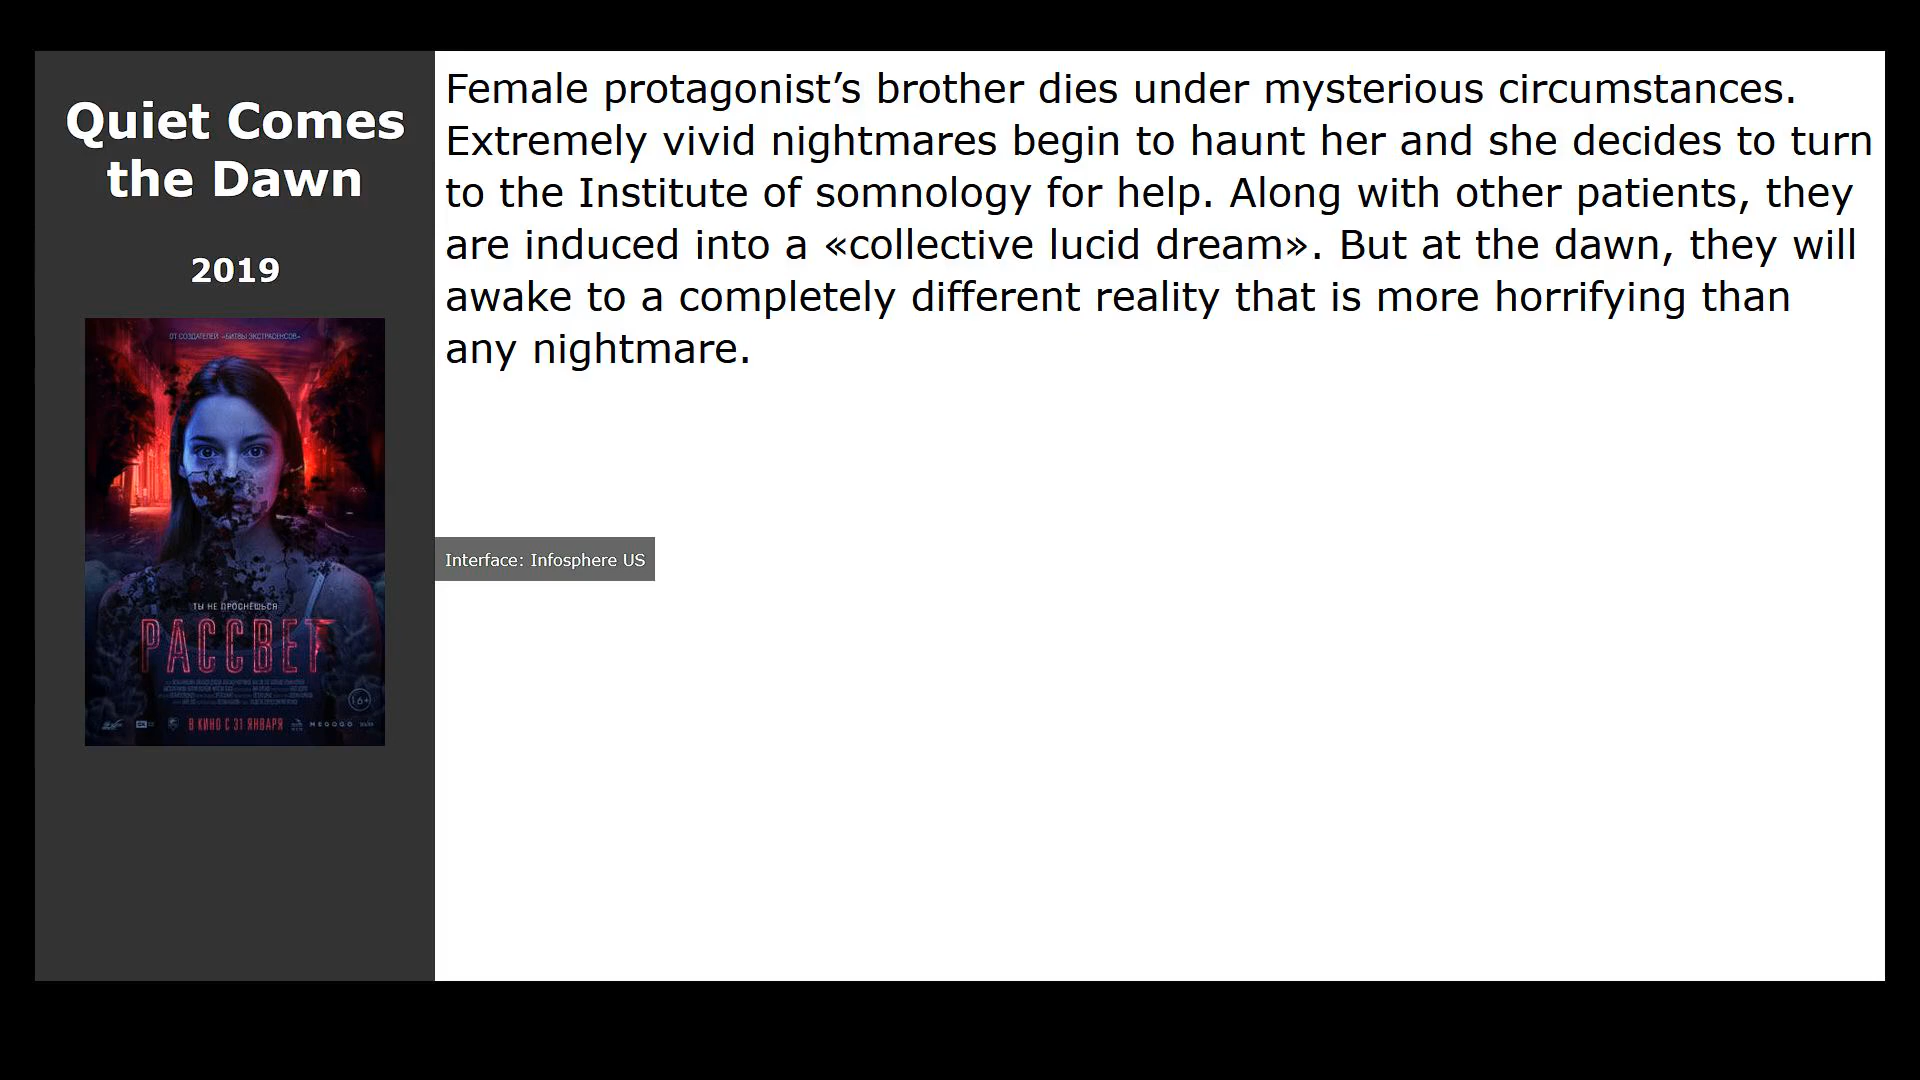 Quiet Comes
the Dawn
2019
ОТ СОЗДАТЕЛЕЙ «БИТВЫ ЭКСТРАСЕНСОВ»
ТЫ НЕ ПРОСНЕШЬСЯ
РАССВЕТ
16+
В КИНО С 31 ЯНВАРЯ
MEGOGO
Female protagonist’s brother dies under mysterious circumstances.
Extremely vivid nightmares begin to haunt her and she decides to turn
to the Institute of somnology for help. Along with other patients, they
are induced into a «collective lucid dream». But at the dawn, they will
awake to a completely different reality that is more horrifying than
any nightmare.
Interface: Infosphere US